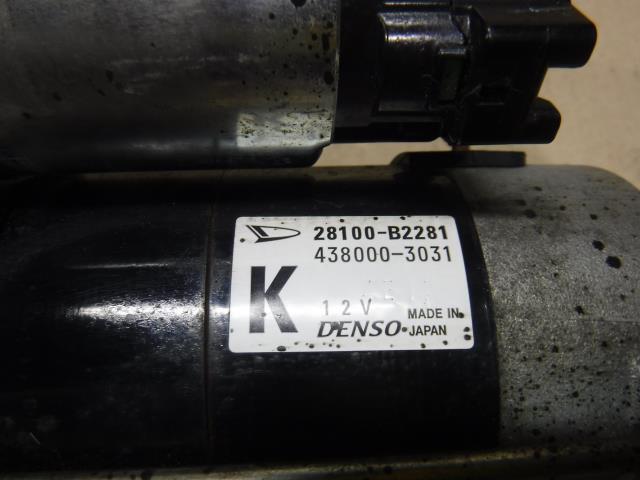 28100-B2281
438000-3031
K
12V
MADE IN
DENSO JAPAN